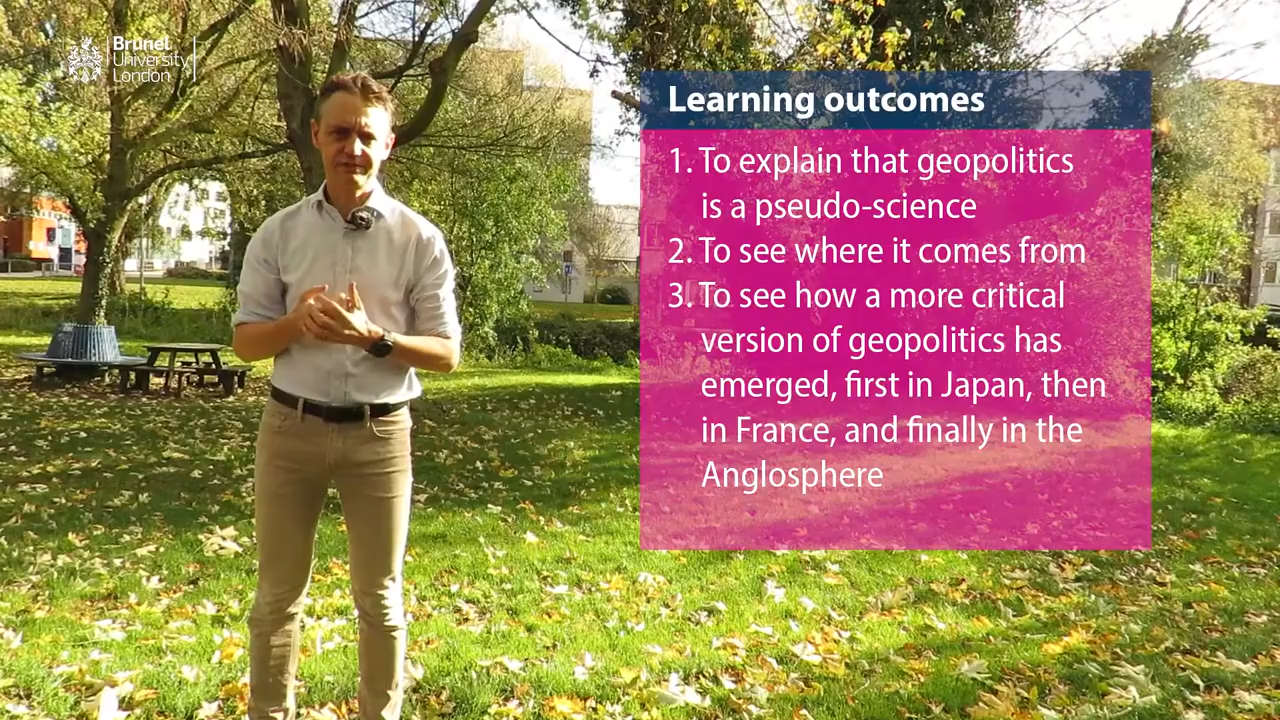 Brunel
University
London
Learning outcomes
1. To explain that geopolitics
is a pseudo-science
2. To see where it comes from
3. To see how a more critical
version of geopolitics has
emerged, first in Japan, then
in France, and finally in the
Anglosphere